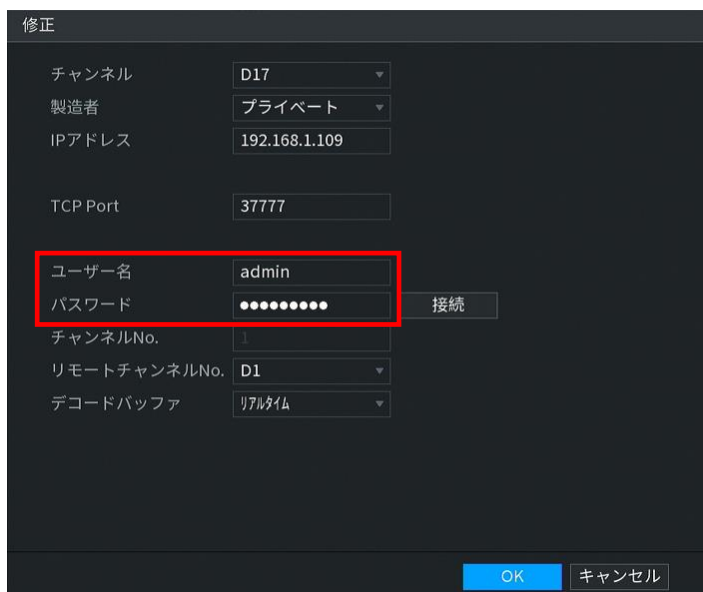 修正
チャンネル D17
製造者 プライベート
IPアドレス 192.168.1.109
TCP Port 37777
ユーザー名 admin
パスワード ●●●●●●●●● 接続
チャンネルNo. 1
リモートチャンネルNo. D1
デコードバッファ リアルタイム
OK キャンセル